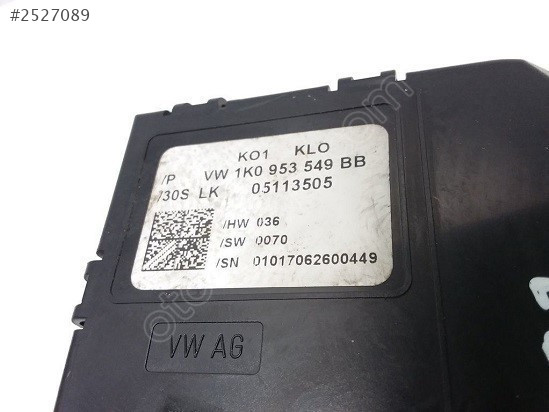 #2527089
KO1 KLO
/P VW 1K0 953 549 BB
/30S LK 05113505
/HW 036
/SW 0070
/SN 01017062600449
VW AG